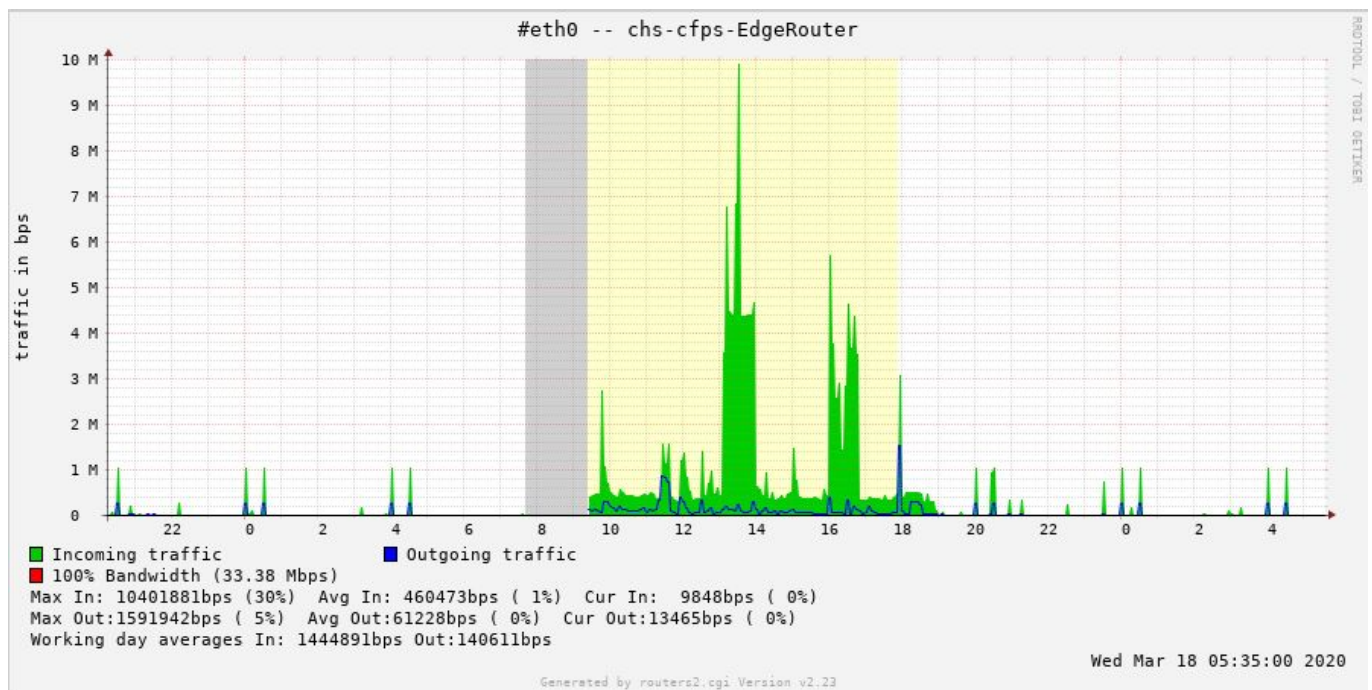 #eth0 -- chs-cfps-EdgeRouter
RRDTOOL / TOBI OETIKER
traffic in bps
10 M
9 M
8 M
7 M
6 M
5 M
4 M
3 M
2 M
1 M
0
22 0 2 4 6 8 10 12 14 16 18 20 22 0 2 4
Incoming traffic Outgoing traffic
100% Bandwidth (33.38 Mbps)
Max In: 10401881bps (30%) Avg In: 460473bps ( 1%) Cur In: 9848bps ( 0%)
Max Out:1591942bps ( 5%) Avg Out:61228bps ( 0%) Cur Out:13465bps ( 0%)
Working day averages In: 1444891bps Out:140611bps
Wed Mar 18 05:35:00 2020
Generated by routers2.cgi Version v2.23